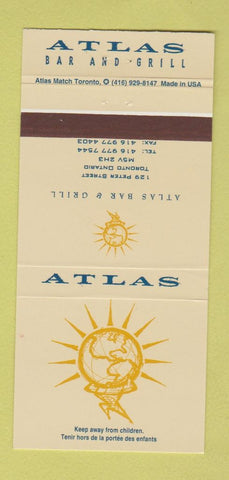 ATLAS
BAR AND GRILL
Atlas Match Toronto, (416) 929-8147 Made in USA
ATLAS BAR & GRILL
129 PETER STREET
TORONTO ONTARIO
M5V 2H3
TEL: 416 977 7544
FAX: 416 977 4403
ATLAS
Keep away from children.
Tenir hors de la portée des enfants